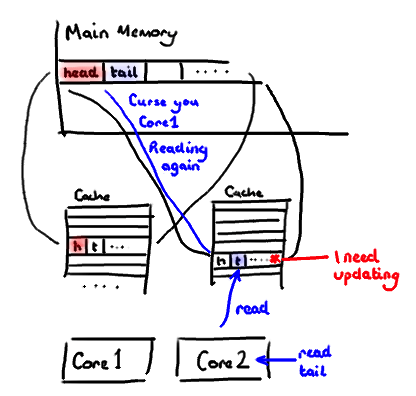 Main Memory
head tail ....
Curse you
Core1
Reading
again
Cache
Cache
h t ...
h t .... *
I need
updating
....
read
Core 1
Core 2
read
tail